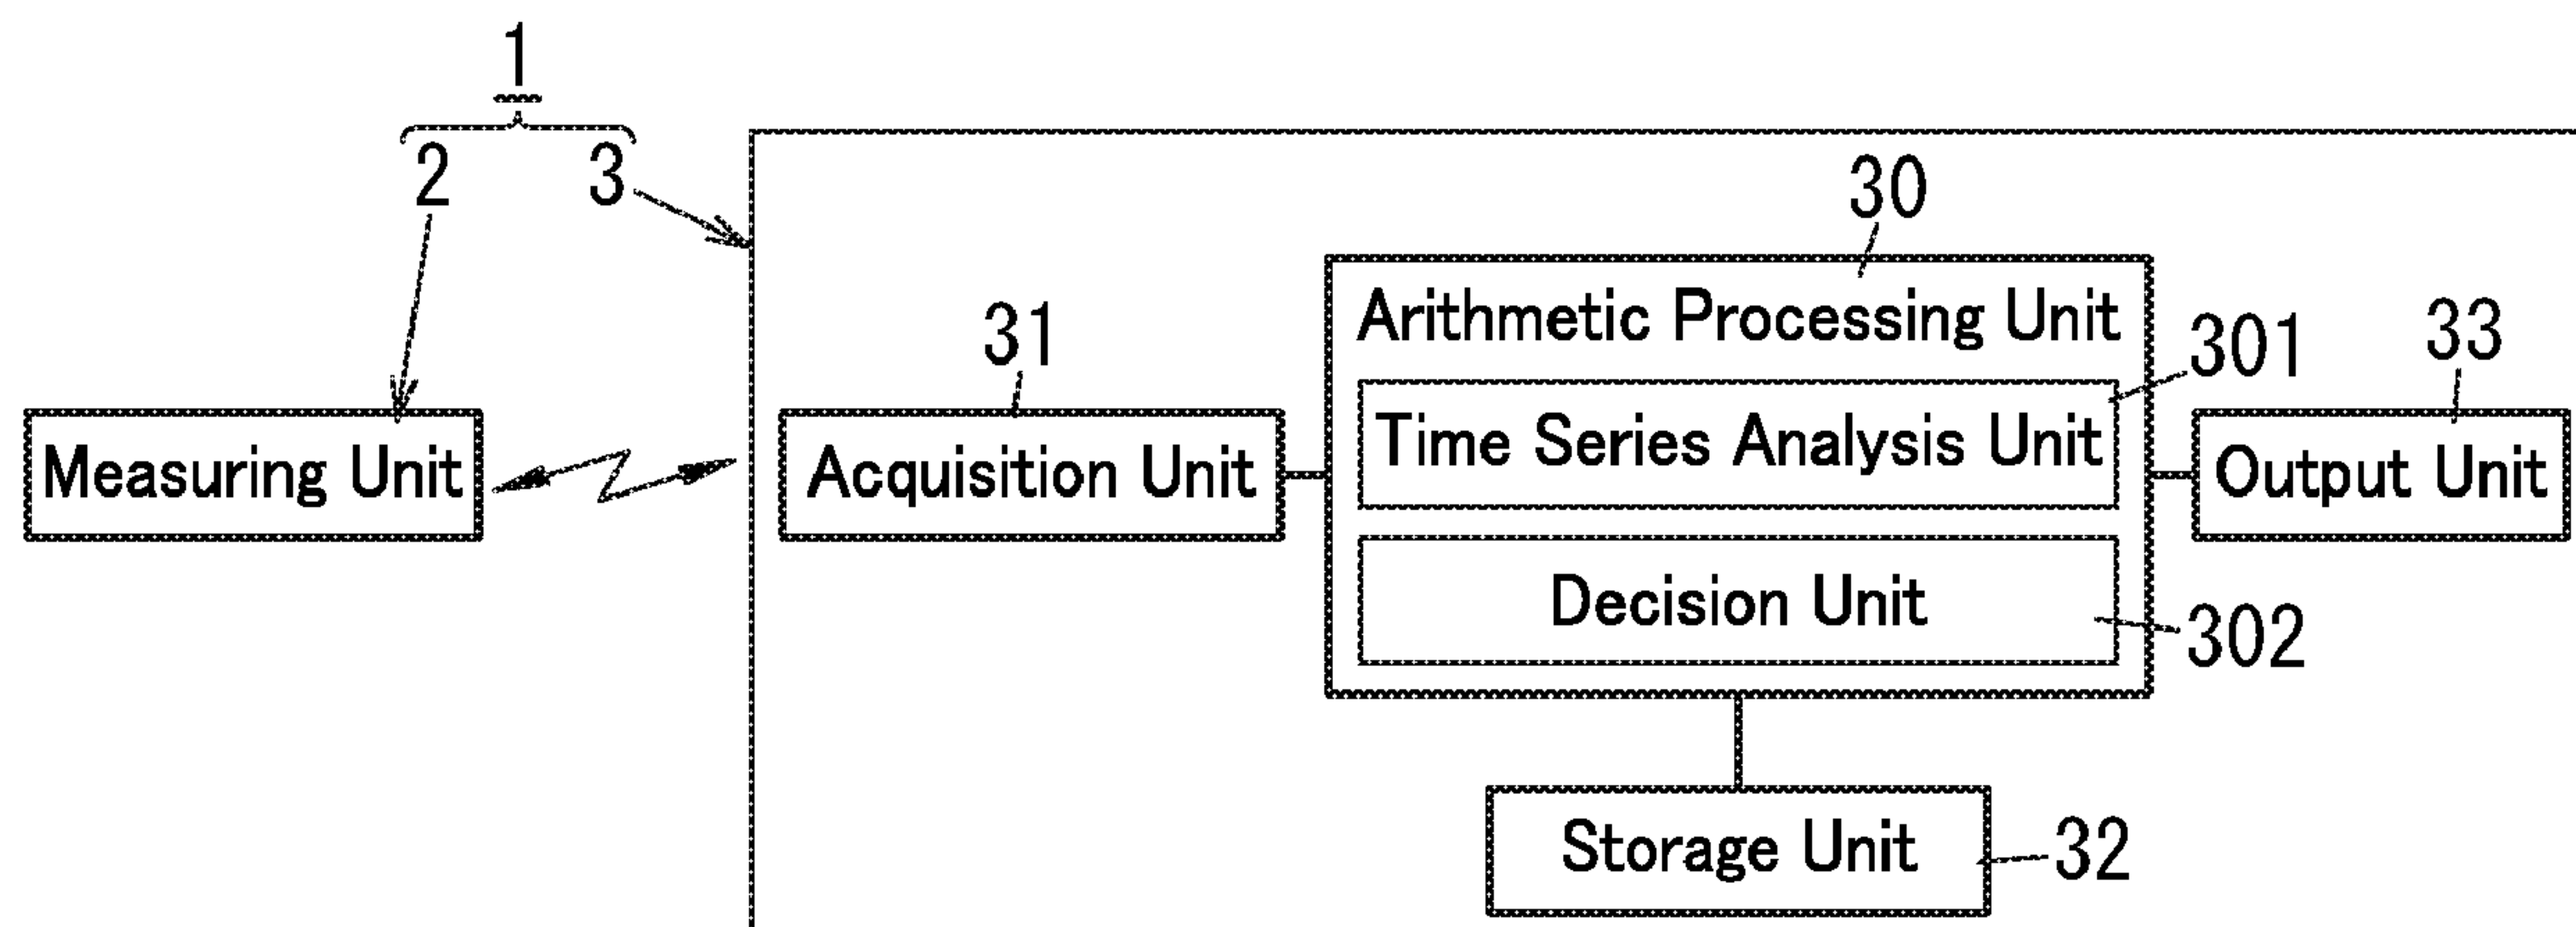 1
2
3
30
Arithmetic Processing Unit
31
301
33
Time Series Analysis Unit
Measuring Unit
Acquisition Unit
Output Unit
Decision Unit
302
Storage Unit
32